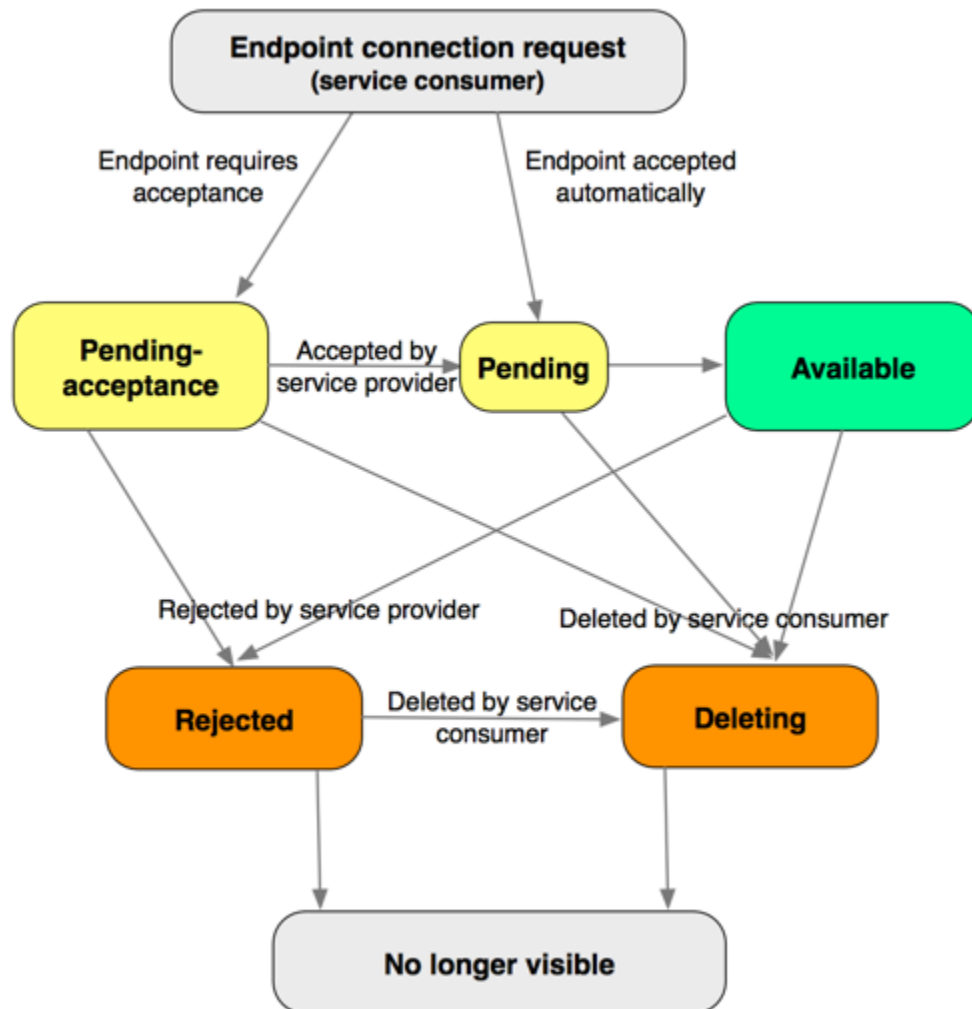 Endpoint connection request
(service consumer)
Endpoint requires
acceptance
Endpoint accepted
automatically
Pending-
acceptance
Accepted by
service provider
Pending
Available
Rejected by service provider
Deleted by service consumer
Rejected
Deleted by service
consumer
Deleting
No longer visible